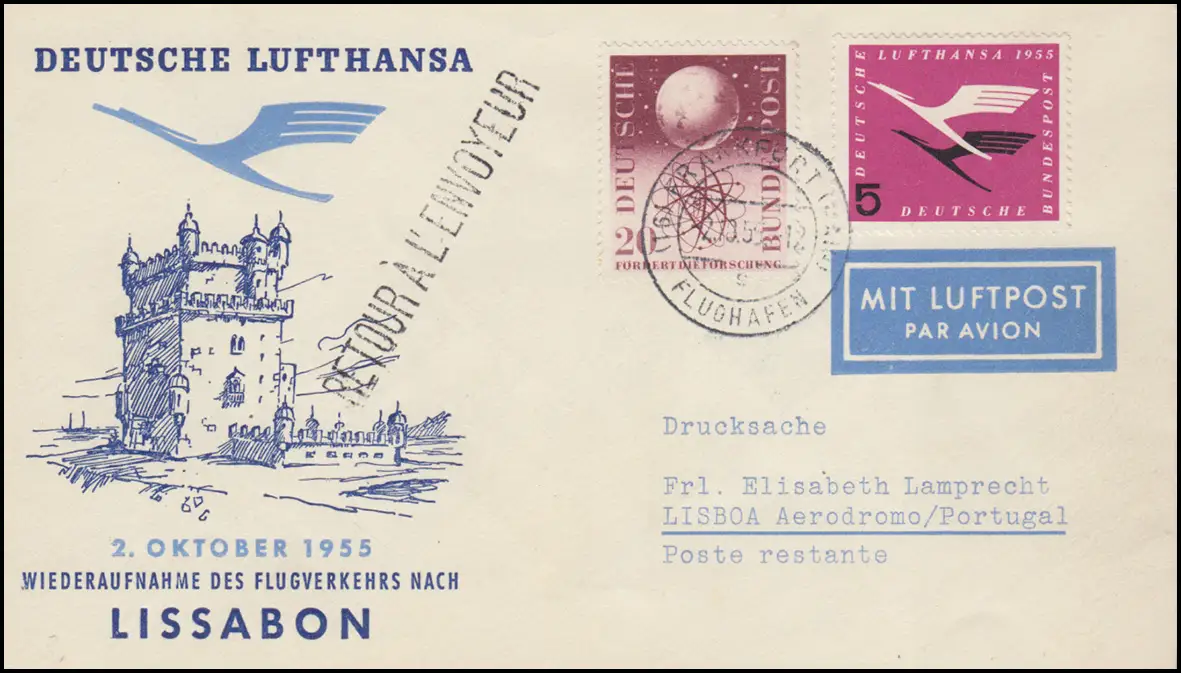 DEUTSCHE LUFTHANSA
RETOUR À L'ENVOYEUR
2. OKTOBER 1955
WIEDERAUFNAHME DES FLUGVERKEHRS NACH
LISSABON
DEUTSCHE
BUNDESPOST
20
FÖRDERT DIE FORSCHUNG
DEUTSCHE
LUFTHANSA 1955
BUNDESPOST
5
DEUTSCHE
FRANKFURT
FLUGHAFEN
MIT LUFTPOST
PAR AVION
Drucksache
Frl. Elisabeth Lamprecht
LISBOA Aerodromo/Portugal
Poste restante